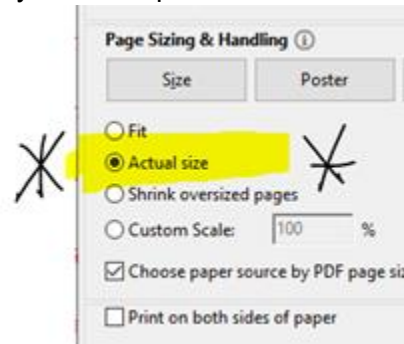 Page Sizing & Handling
Size Poster
Fit
Actual size
Shrink oversized pages
Custom Scale: 100 %
Choose paper source by PDF page siz
Print on both sides of paper